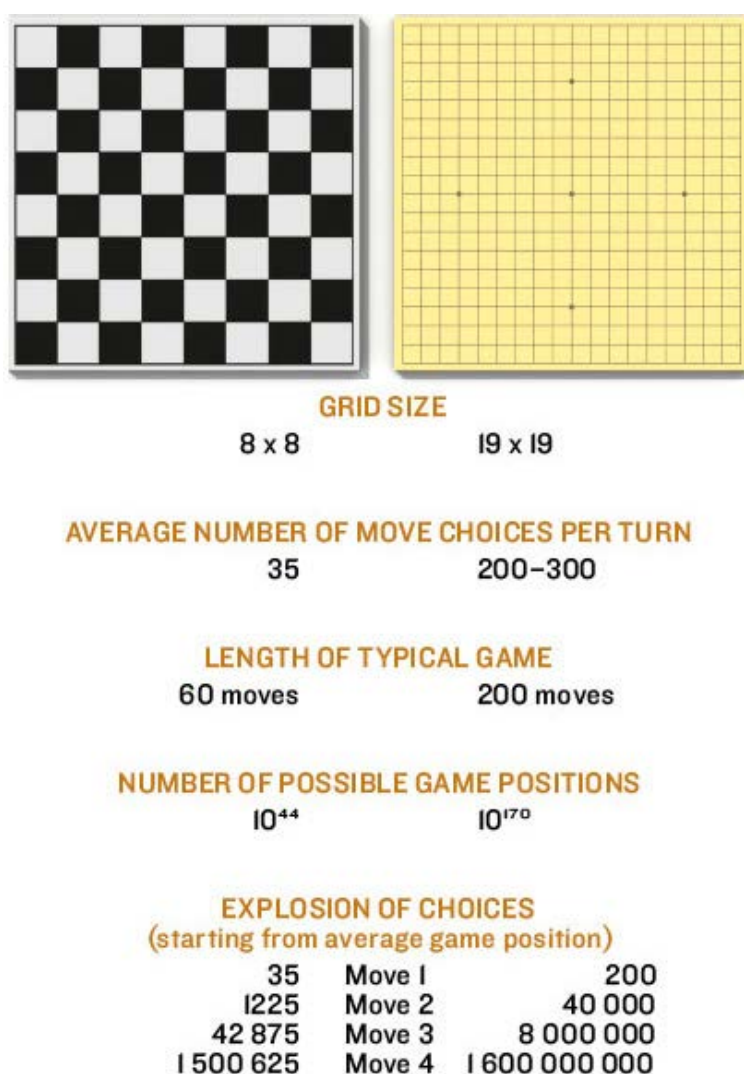 GRID SIZE
8 x 8 19 x 19
AVERAGE NUMBER OF MOVE CHOICES PER TURN
35 200–300
LENGTH OF TYPICAL GAME
60 moves 200 moves
NUMBER OF POSSIBLE GAME POSITIONS
10⁴⁴ 10¹⁷⁰
EXPLOSION OF CHOICES
(starting from average game position)
35 Move 1 200
1225 Move 2 40 000
42 875 Move 3 8 000 000
1 500 625 Move 4 1 600 000 000